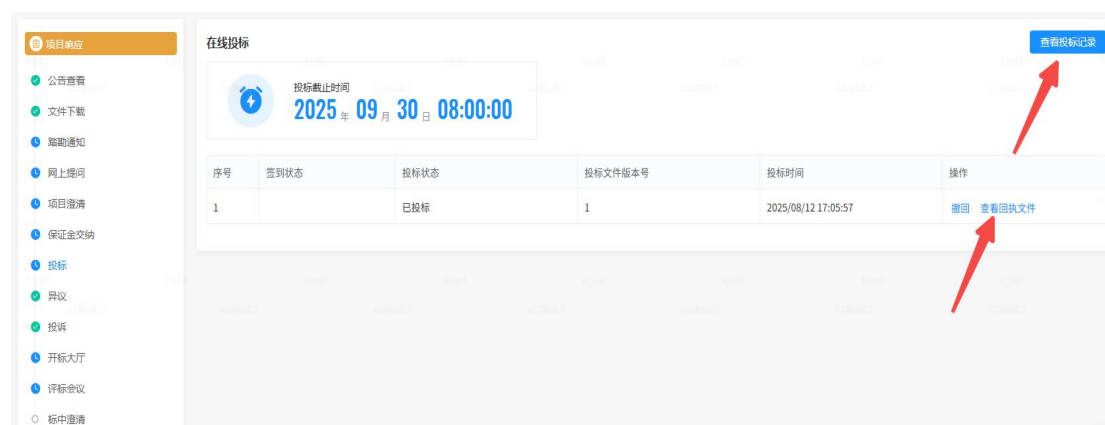 项目响应
公告查看
文件下载
踏勘通知
网上提问
项目澄清
保证金交纳
投标
异议
投诉
开标大厅
评标会议
标中澄清
在线投标
查看投标记录
投标截止时间
2025 年 09 月 30 日 08:00:00
序号 签到状态 投标状态 投标文件版本号 投标时间 操作
1 已投标 1 2025/08/12 17:05:57 撤回 查看回执文件